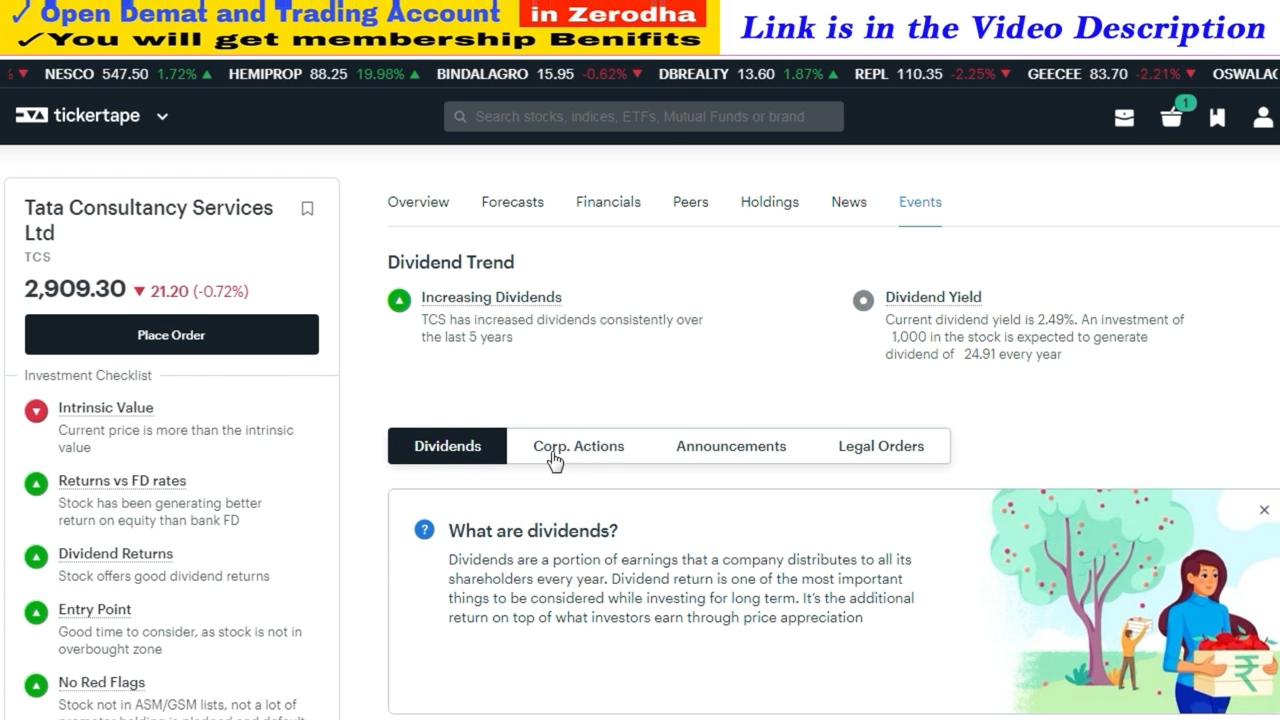 ✓ Open Demat and Trading Account in Zerodha
✓You will get membership Benifits
Link is in the Video Description
% ▼ NESCO 547.50 1.72% ▲ HEMIPROP 88.25 19.98% ▲ BINDALAGRO 15.95 -0.62% ▼ DBREALTY 13.60 1.87% ▲ REPL 110.35 -2.25% ▼ GEECEE 83.70 -2.21% ▼ OSWALAG
tickertape
Search stocks, indices, ETFs, Mutual Funds or brand
1
Tata Consultancy Services
Ltd
TCS
2,909.30 ▼ 21.20 (-0.72%)
Place Order
Investment Checklist
Intrinsic Value
Current price is more than the intrinsic
value
Returns vs FD rates
Stock has been generating better
return on equity than bank FD
Dividend Returns
Stock offers good dividend returns
Entry Point
Good time to consider, as stock is not in
overbought zone
No Red Flags
Stock not in ASM/GSM lists, not a lot of
promoter holding is pledged and default
Overview Forecasts Financials Peers Holdings News Events
Dividend Trend
Increasing Dividends
TCS has increased dividends consistently over
the last 5 years
Dividend Yield
Current dividend yield is 2.49%. An investment of
1,000 in the stock is expected to generate
dividend of 24.91 every year
Dividends Corp. Actions Announcements Legal Orders
? What are dividends?
Dividends are a portion of earnings that a company distributes to all its
shareholders every year. Dividend return is one of the most important
things to be considered while investing for long term. It's the additional
return on top of what investors earn through price appreciation
₹